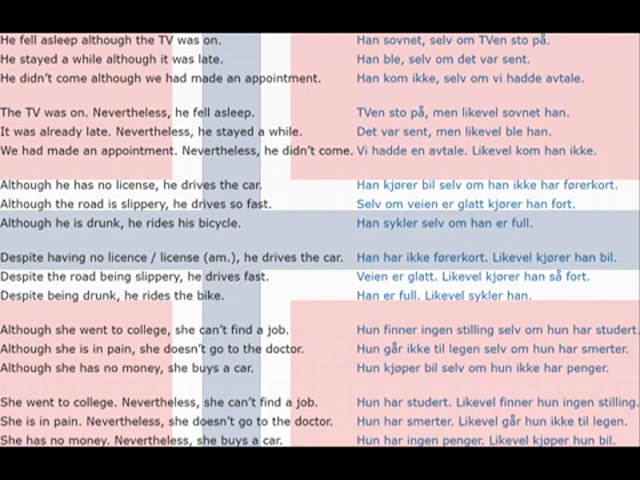 He fell asleep although the TV was on. Han sovnet, selv om TVen sto på.
He stayed a while although it was late. Han ble, selv om det var sent.
He didn't come although we had made an appointment. Han kom ikke, selv om vi hadde avtale.
The TV was on. Nevertheless, he fell asleep. TVen sto på, men likevel sovnet han.
It was already late. Nevertheless, he stayed a while. Det var sent, men likevel ble han.
We had made an appointment. Nevertheless, he didn't come. Vi hadde en avtale. Likevel kom han ikke.
Although he has no license, he drives the car. Han kjører bil selv om han ikke har førerkort.
Although the road is slippery, he drives so fast. Selv om veien er glatt kjører han fort.
Although he is drunk, he rides his bicycle. Han sykler selv om han er full.
Despite having no licence / license (am.), he drives the car. Han har ikke førerkort. Likevel kjører han bil.
Despite the road being slippery, he drives fast. Veien er glatt. Likevel kjører han så fort.
Despite being drunk, he rides the bike. Han er full. Likevel sykler han.
Although she went to college, she can't find a job. Hun finner ingen stilling selv om hun har studert.
Although she is in pain, she doesn't go to the doctor. Hun går ikke til legen selv om hun har smerter.
Although she has no money, she buys a car. Hun kjøper bil selv om hun ikke har penger.
She went to college. Nevertheless, she can't find a job. Hun har studert. Likevel finner hun ingen stilling.
She is in pain. Nevertheless, she doesn't go to the doctor. Hun har smerter. Likevel går hun ikke til legen.
She has no money. Nevertheless, she buys a car. Hun har ingen penger. Likevel kjøper hun bil.